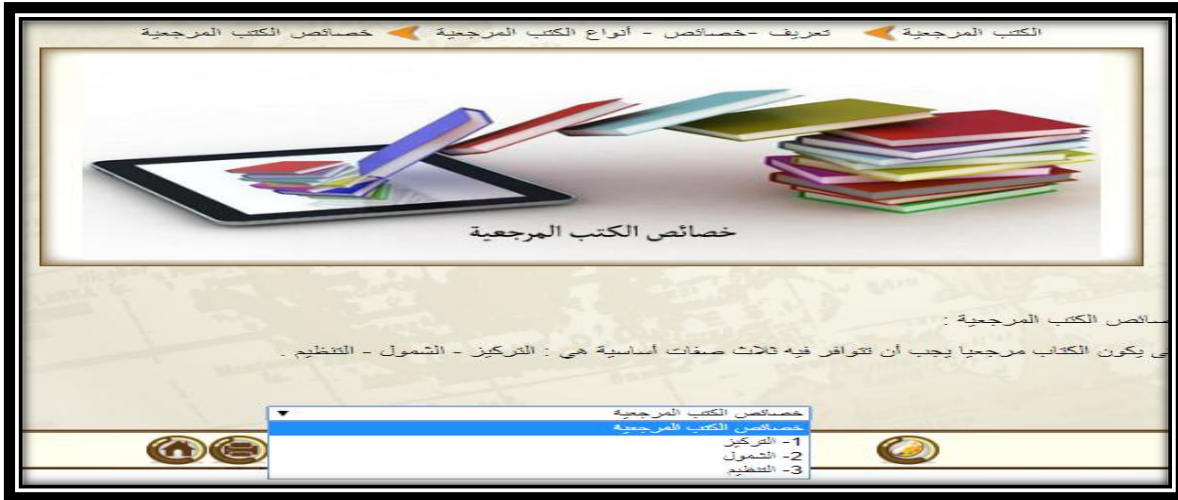 الكتب المرجعية تعريف -خصائص - أنواع الكتب المرجعية خصائص الكتب المرجعية
خصائص الكتب المرجعية
صائص الكتب المرجعية :
ى يكون الكتاب مرجعيا يجب أن تتوافر فيه ثلاث صفات أساسية هي : التركيز - الشمول - التنظيم .
خصائص الكتب المرجعية
خصائص الكتب المرجعية
1- التركيز
2- الشمول
3- التنظيم